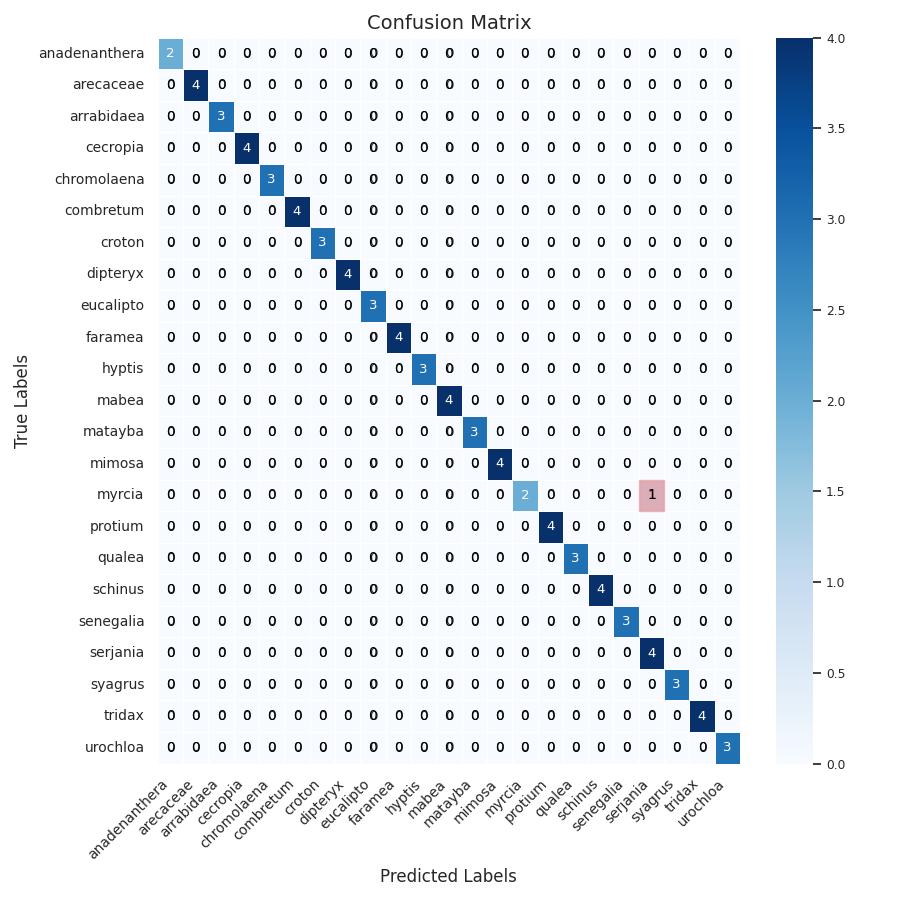 Confusion Matrix
anadenanthera 2 0 0 0 0 0 0 0 0 0 0 0 0 0 0 0 0 0 0 0 0 0 0
arecaceae 0 4 0 0 0 0 0 0 0 0 0 0 0 0 0 0 0 0 0 0 0 0 0
arrabidaea 0 0 3 0 0 0 0 0 0 0 0 0 0 0 0 0 0 0 0 0 0 0 0
cecropia 0 0 0 4 0 0 0 0 0 0 0 0 0 0 0 0 0 0 0 0 0 0 0
chromolaena 0 0 0 0 3 0 0 0 0 0 0 0 0 0 0 0 0 0 0 0 0 0 0
combretum 0 0 0 0 0 4 0 0 0 0 0 0 0 0 0 0 0 0 0 0 0 0 0
croton 0 0 0 0 0 0 3 0 0 0 0 0 0 0 0 0 0 0 0 0 0 0 0
dipteryx 0 0 0 0 0 0 0 4 0 0 0 0 0 0 0 0 0 0 0 0 0 0 0
eucalipto 0 0 0 0 0 0 0 0 3 0 0 0 0 0 0 0 0 0 0 0 0 0 0
faramea 0 0 0 0 0 0 0 0 0 4 0 0 0 0 0 0 0 0 0 0 0 0 0
hyptis 0 0 0 0 0 0 0 0 0 0 3 0 0 0 0 0 0 0 0 0 0 0 0
mabea 0 0 0 0 0 0 0 0 0 0 0 4 0 0 0 0 0 0 0 0 0 0 0
matayba 0 0 0 0 0 0 0 0 0 0 0 0 3 0 0 0 0 0 0 0 0 0 0
mimosa 0 0 0 0 0 0 0 0 0 0 0 0 0 4 0 0 0 0 0 0 0 0 0
myrcia 0 0 0 0 0 0 0 0 0 0 0 0 0 0 2 0 0 0 0 1 0 0 0
protium 0 0 0 0 0 0 0 0 0 0 0 0 0 0 0 4 0 0 0 0 0 0 0
qualea 0 0 0 0 0 0 0 0 0 0 0 0 0 0 0 0 3 0 0 0 0 0 0
schinus 0 0 0 0 0 0 0 0 0 0 0 0 0 0 0 0 0 4 0 0 0 0 0
senegalia 0 0 0 0 0 0 0 0 0 0 0 0 0 0 0 0 0 0 3 0 0 0 0
serjania 0 0 0 0 0 0 0 0 0 0 0 0 0 0 0 0 0 0 0 4 0 0 0
syagrus 0 0 0 0 0 0 0 0 0 0 0 0 0 0 0 0 0 0 0 0 3 0 0
tridax 0 0 0 0 0 0 0 0 0 0 0 0 0 0 0 0 0 0 0 0 0 4 0
urochloa 0 0 0 0 0 0 0 0 0 0 0 0 0 0 0 0 0 0 0 0 0 0 3
True Labels
anadenanthera
arecaceae
arrabidaea
cecropia
chromolaena
combretum
croton
dipteryx
eucalipto
faramea
hyptis
mabea
matayba
mimosa
myrcia
protium
qualea
schinus
senegalia
serjania
syagrus
tridax
urochloa
Predicted Labels
4.0
3.5
3.0
2.5
2.0
1.5
1.0
0.5
0.0